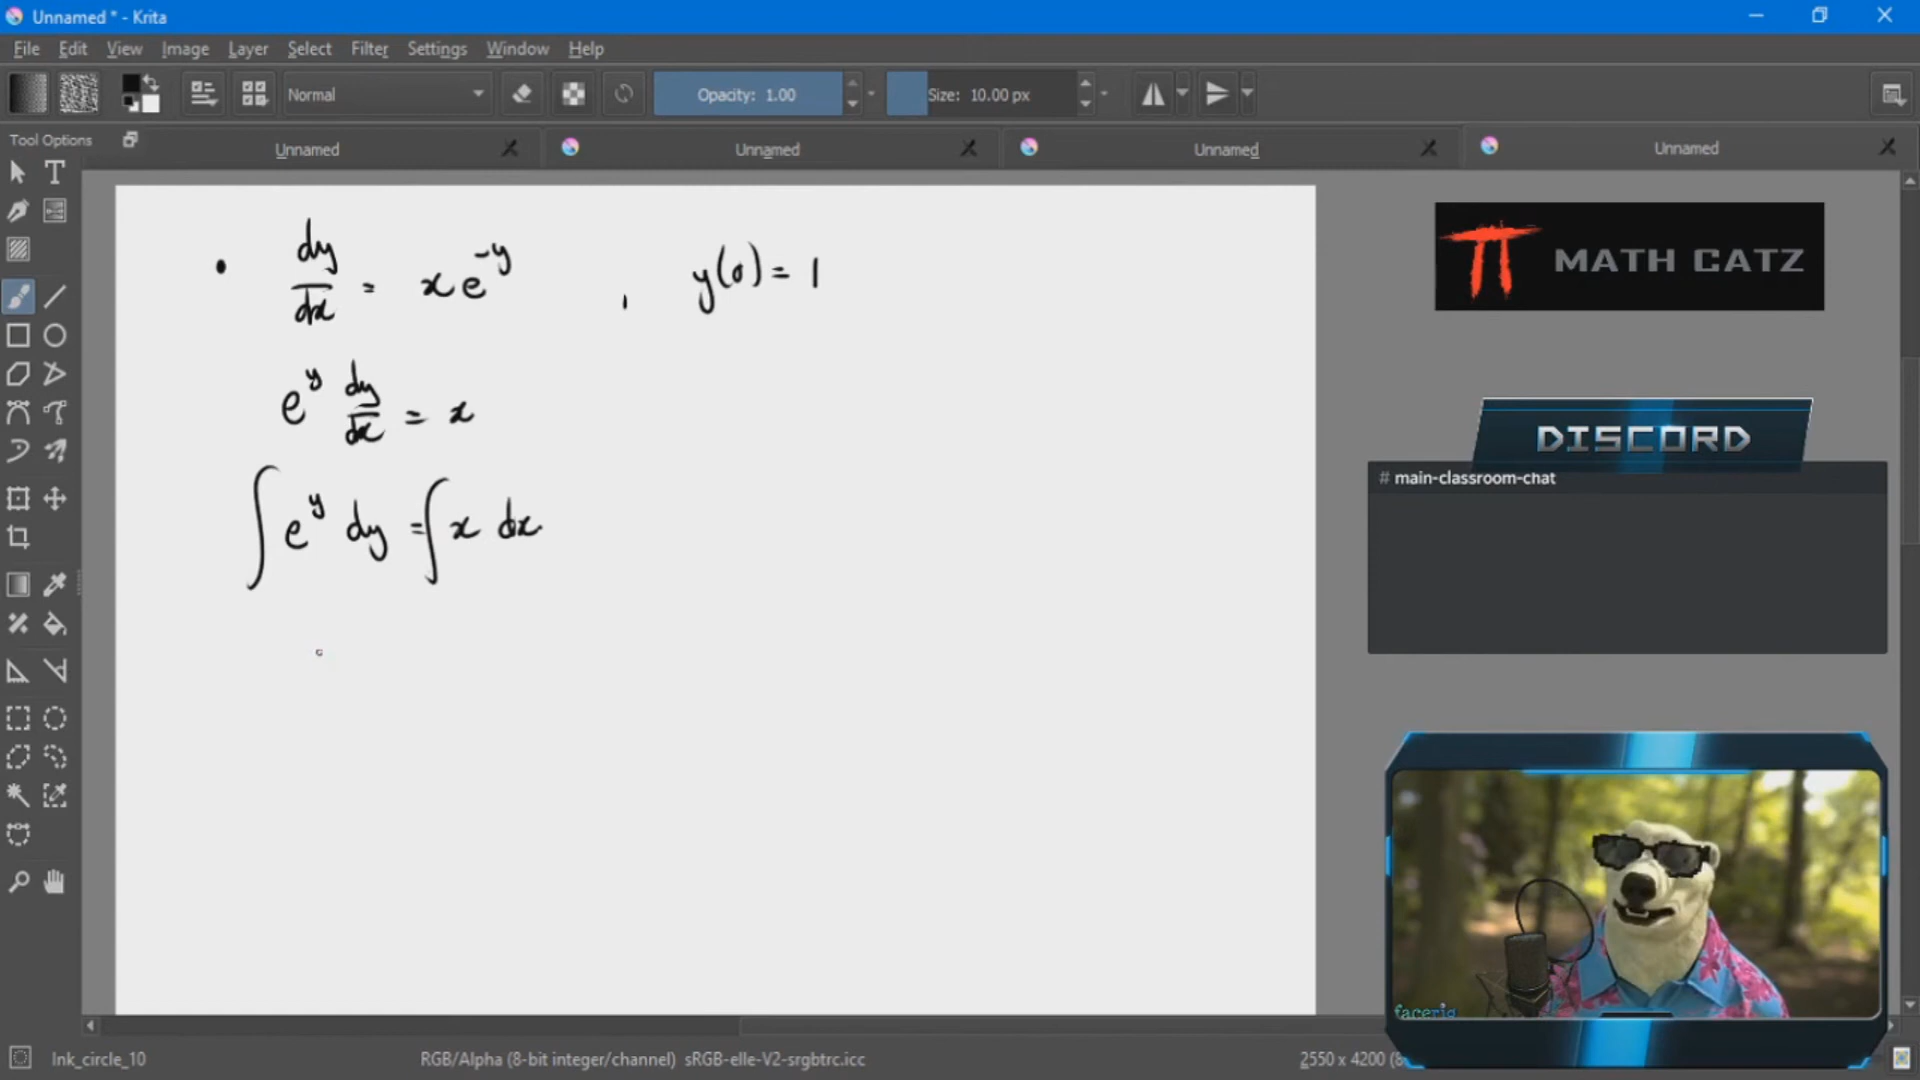 Unnamed * - Krita
File Edit View Image Layer Select Filter Settings Window Help
Normal Opacity: 1.00 Size: 10.00 px
Tool Options
Unnamed Unnamed Unnamed Unnamed
dy/dx = xe^-y , y(0) = 1
e^y dy/dx = x
∫ e^y dy = ∫ x dx
MATH CATZ
DISCORD
# main-classroom-chat
facerig
Ink_circle_10 RGB/Alpha (8-bit integer/channel) sRGB-elle-V2-srgbtrc.icc 2550 x 4200 (8